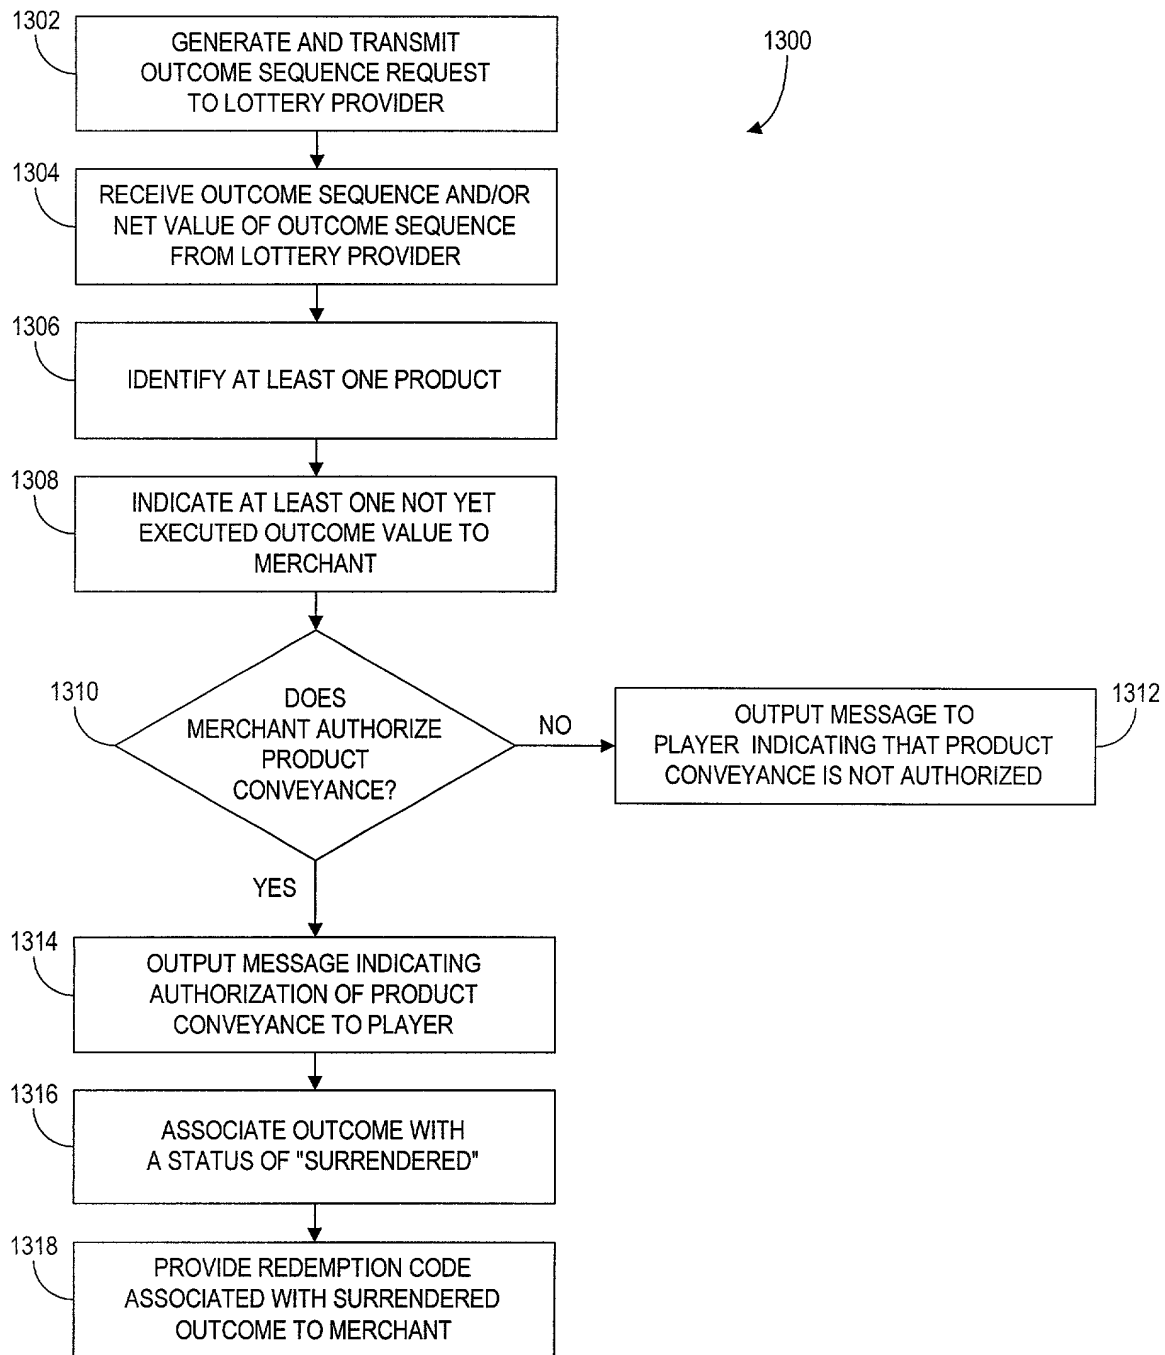 1302
GENERATE AND TRANSMIT
OUTCOME SEQUENCE REQUEST
TO LOTTERY PROVIDER
1300
1304
RECEIVE OUTCOME SEQUENCE AND/OR
NET VALUE OF OUTCOME SEQUENCE
FROM LOTTERY PROVIDER
1306
IDENTIFY AT LEAST ONE PRODUCT
1308
INDICATE AT LEAST ONE NOT YET
EXECUTED OUTCOME VALUE TO
MERCHANT
1310
DOES
MERCHANT AUTHORIZE
PRODUCT
CONVEYANCE?
NO
1312
OUTPUT MESSAGE TO
PLAYER INDICATING THAT PRODUCT
CONVEYANCE IS NOT AUTHORIZED
YES
1314
OUTPUT MESSAGE INDICATING
AUTHORIZATION OF PRODUCT
CONVEYANCE TO PLAYER
1316
ASSOCIATE OUTCOME WITH
A STATUS OF "SURRENDERED"
1318
PROVIDE REDEMPTION CODE
ASSOCIATED WITH SURRENDERED
OUTCOME TO MERCHANT